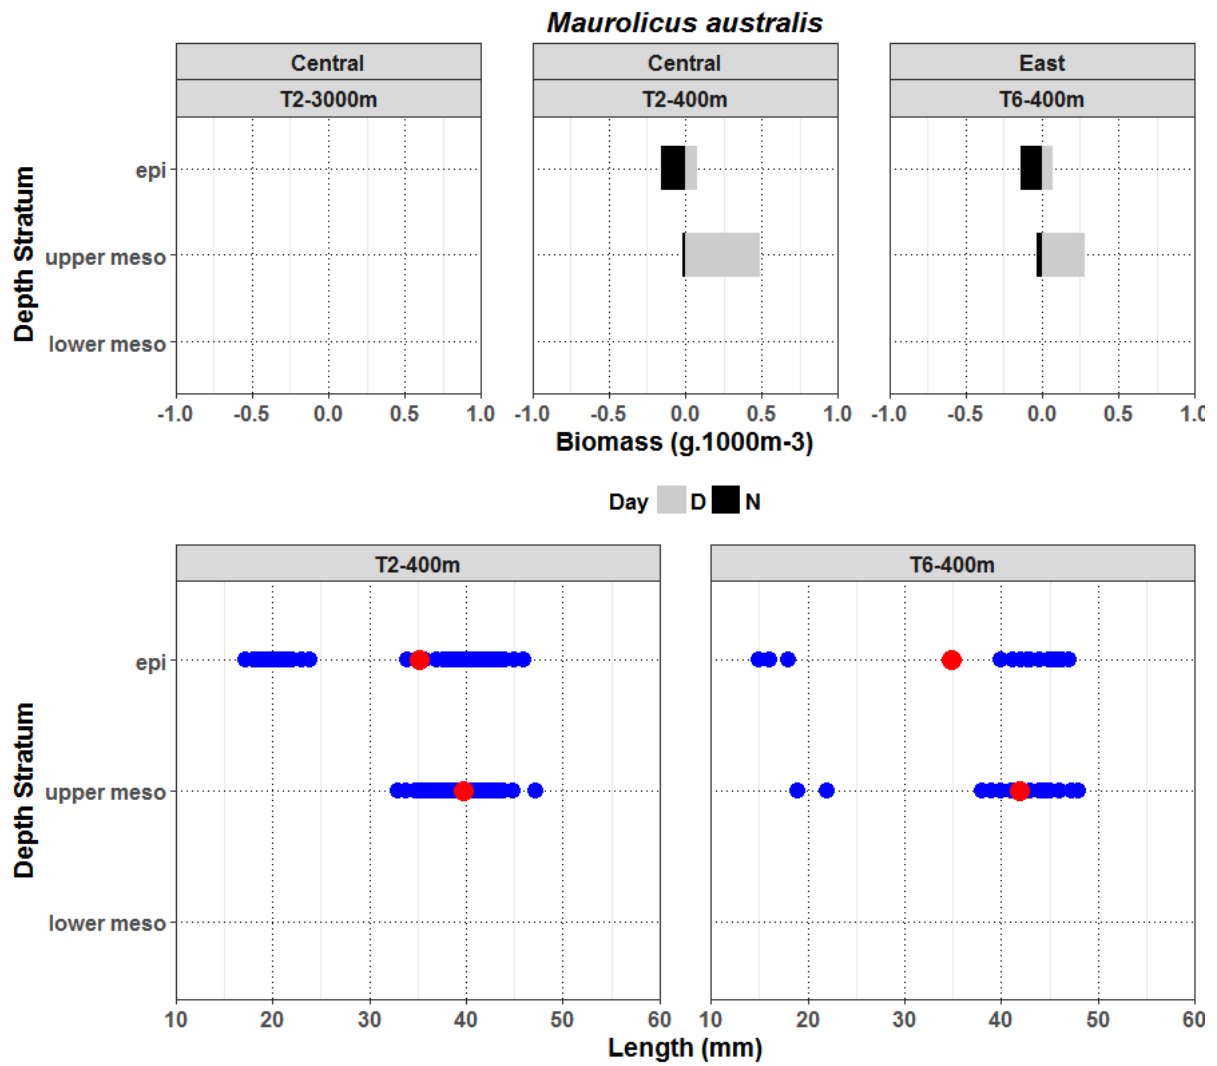 Maurolicus australis
Central Central East
T2-3000m T2-400m T6-400m
Depth Stratum
epi
upper meso
lower meso
-1.0 -0.5 0.0 0.5 1.0 -1.0 -0.5 0.0 0.5 1.0 -1.0 -0.5 0.0 0.5 1.0
Biomass (g.1000m-3)
Day D N
T2-400m T6-400m
Depth Stratum
epi
upper meso
lower meso
10 20 30 40 50 60 10 20 30 40 50 60
Length (mm)